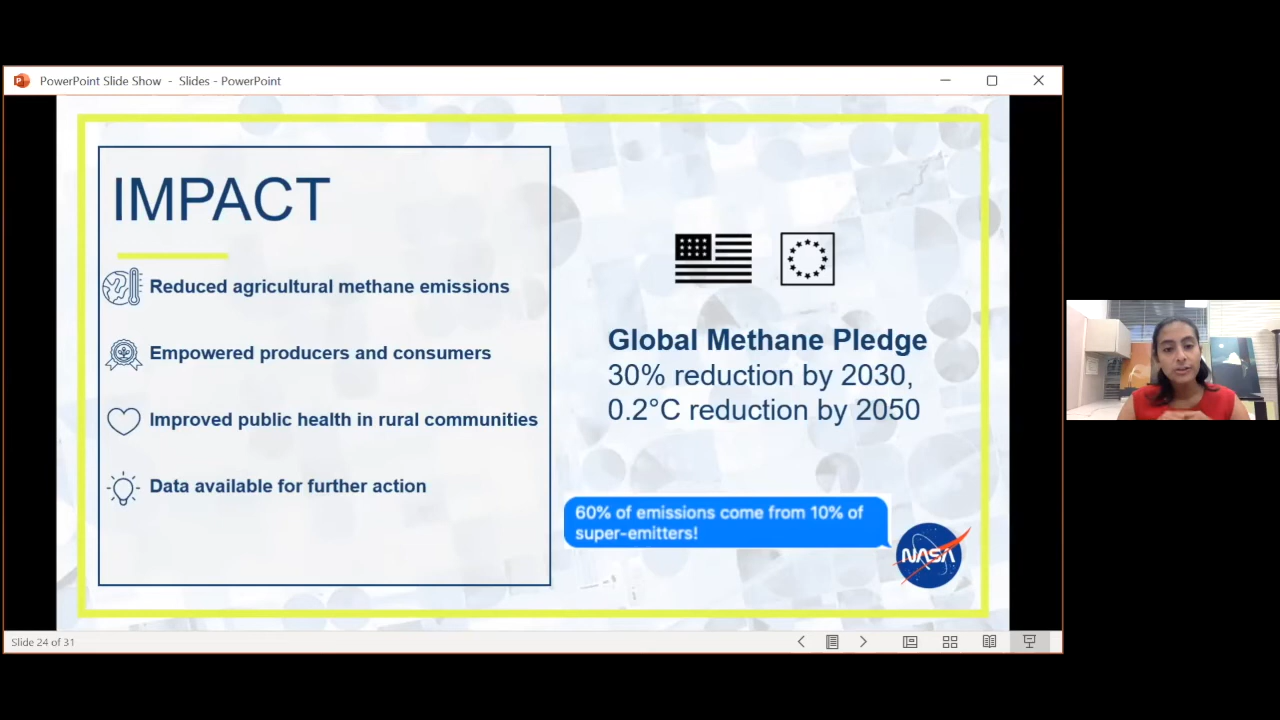 PowerPoint Slide Show - Slides - PowerPoint
IMPACT
Reduced agricultural methane emissions
Empowered producers and consumers
Improved public health in rural communities
Data available for further action
Global Methane Pledge
30% reduction by 2030,
0.2°C reduction by 2050
60% of emissions come from 10% of
super-emitters!
NASA
Slide 24 of 31